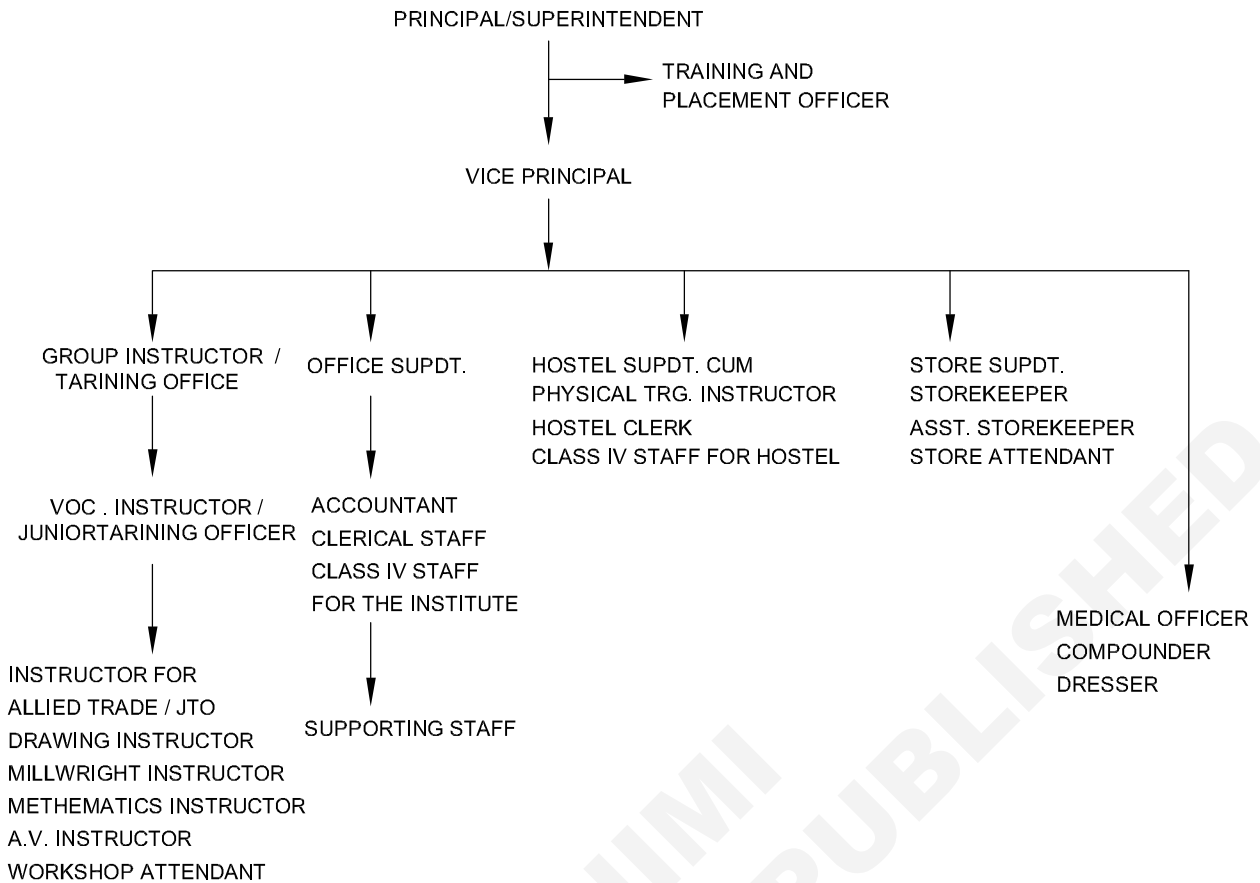 PRINCIPAL/SUPERINTENDENT
TRAINING AND
PLACEMENT OFFICER
VICE PRINCIPAL
GROUP INSTRUCTOR /
TARINING OFFICE
OFFICE SUPDT.
HOSTEL SUPDT. CUM
PHYSICAL TRG. INSTRUCTOR
HOSTEL CLERK
CLASS IV STAFF FOR HOSTEL
STORE SUPDT.
STOREKEEPER
ASST. STOREKEEPER
STORE ATTENDANT
VOC . INSTRUCTOR /
JUNIORTARINING OFFICER
ACCOUNTANT
CLERICAL STAFF
CLASS IV STAFF
FOR THE INSTITUTE
MEDICAL OFFICER
COMPOUNDER
DRESSER
INSTRUCTOR FOR
ALLIED TRADE / JTO
DRAWING INSTRUCTOR
MILLWRIGHT INSTRUCTOR
METHEMATICS INSTRUCTOR
A.V. INSTRUCTOR
WORKSHOP ATTENDANT
SUPPORTING STAFF
PUBLISHED